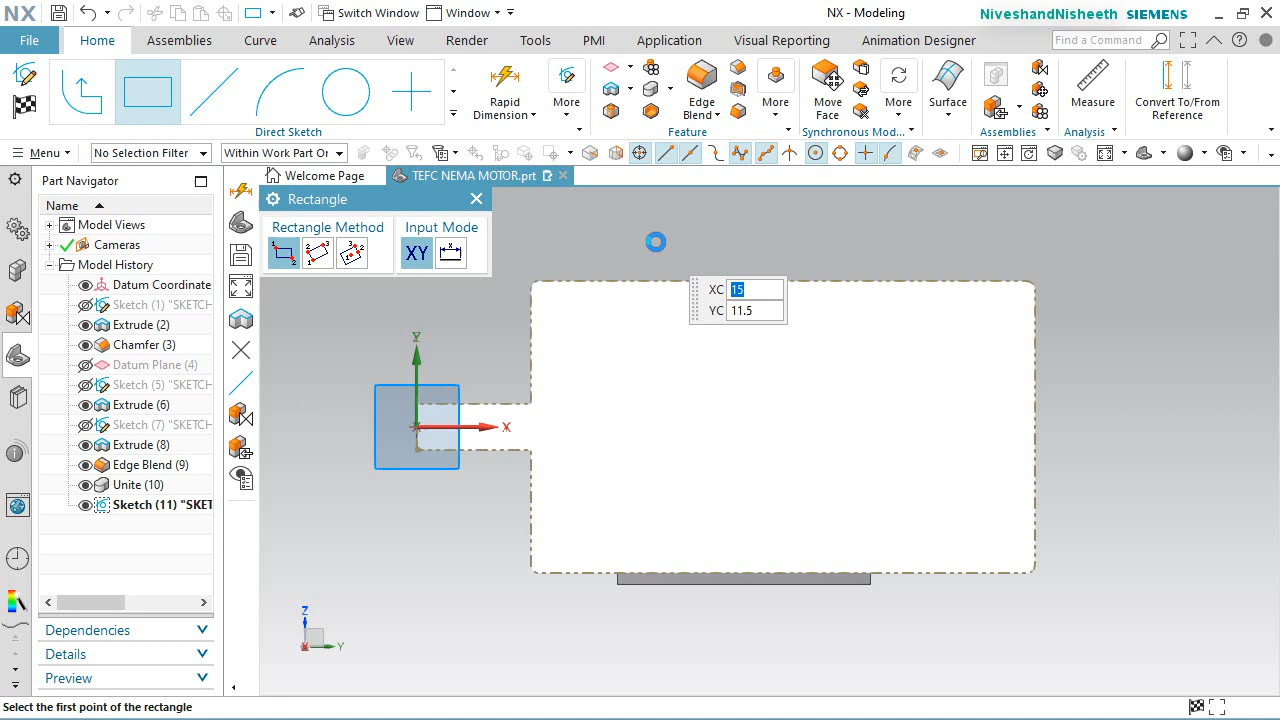 NX
Switch Window
Window
NX - Modeling
NiveshandNisheeth
SIEMENS
File
Home
Assemblies
Curve
Analysis
View
Render
Tools
PMI
Application
Visual Reporting
Animation Designer
Find a Command
Rapid
Dimension
More
Edge
Blend
More
Move
Face
More
Surface
Measure
Convert To/From
Reference
Direct Sketch
Feature
Synchronous Mod...
Assemblies
Analysis
Menu
No Selection Filter
Within Work Part On
Part Navigator
Welcome Page
TEFC NEMA MOTOR.prt
Name
Model Views
Cameras
Model History
Datum Coordinate
Sketch (1) "SKETCH
Extrude (2)
Chamfer (3)
Datum Plane (4)
Sketch (5) "SKETCH
Extrude (6)
Sketch (7) "SKETCH
Extrude (8)
Edge Blend (9)
Unite (10)
Sketch (11) "SKET
Dependencies
Details
Preview
Rectangle
Rectangle Method
Input Mode
XY
XC
15
YC
11.5
Y
X
Z
Y
Select the first point of the rectangle